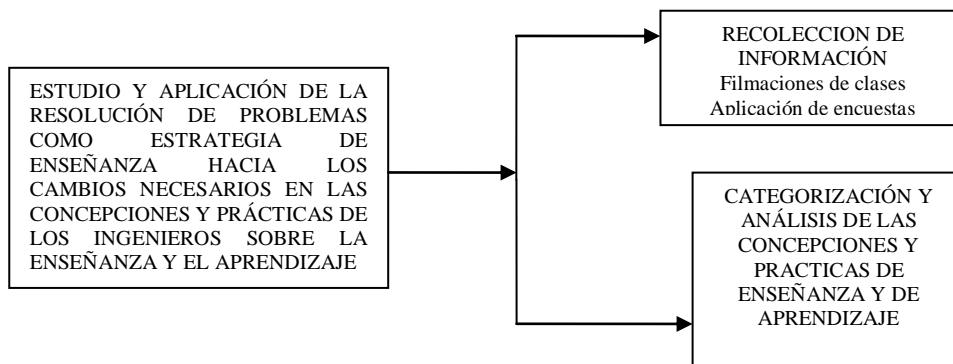 ESTUDIO Y APLICACIÓN DE LA
RESOLUCIÓN DE PROBLEMAS
COMO ESTRATEGIA DE
ENSEÑANZA HACIA LOS
CAMBIOS NECESARIOS EN LAS
CONCEPCIONES Y PRÁCTICAS DE
LOS INGENIEROS SOBRE LA
ENSEÑANZA Y EL APRENDIZAJE
RECOLECCION DE
INFORMACIÓN
Filmaciones de clases
Aplicación de encuestas
CATEGORIZACIÓN Y
ANÁLISIS DE LAS
CONCEPCIONES Y
PRACTICAS DE
ENSEÑANZA Y DE
APRENDIZAJE